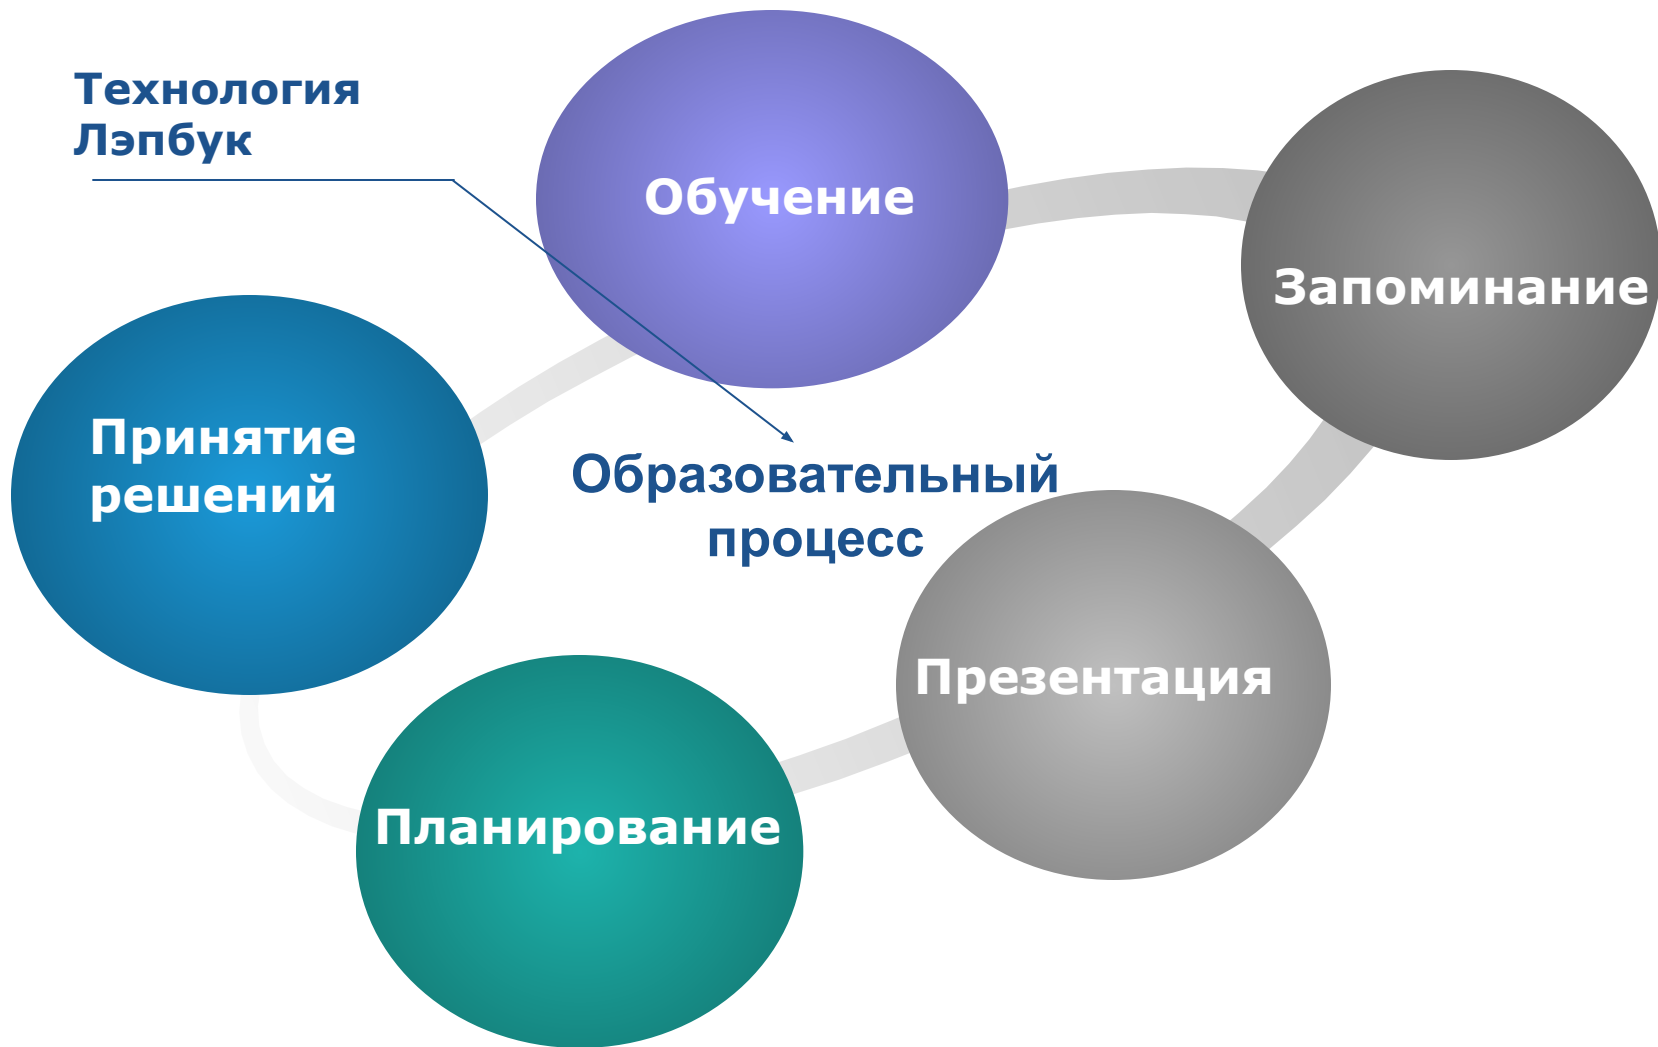 Технология
Лэпбук
Обучение
Запоминание
Принятие
решений
Образовательный
процесс
Презентация
Планирование